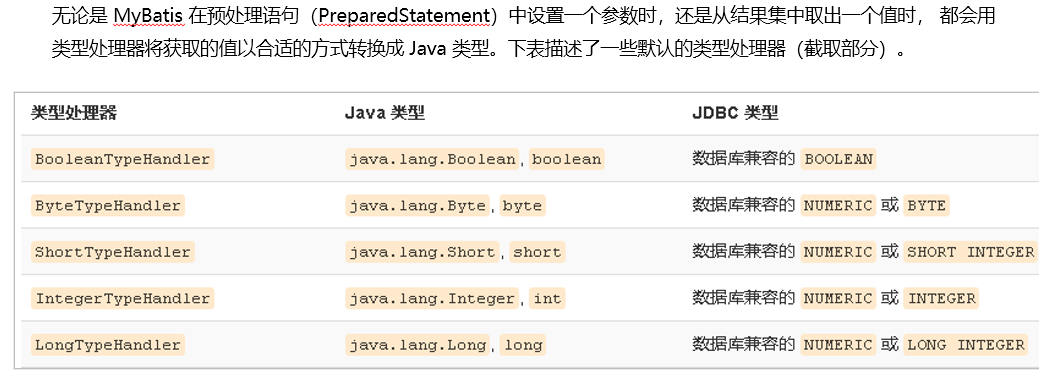 无论是 MyBatis 在预处理语句（PreparedStatement）中设置一个参数时，还是从结果集中取出一个值时， 都会用
类型处理器将获取的值以合适的方式转换成 Java 类型。下表描述了一些默认的类型处理器（截取部分）。
类型处理器 Java 类型 JDBC 类型
BooleanTypeHandler java.lang.Boolean, boolean 数据库兼容的 BOOLEAN
ByteTypeHandler java.lang.Byte, byte 数据库兼容的 NUMERIC 或 BYTE
ShortTypeHandler java.lang.Short, short 数据库兼容的 NUMERIC 或 SHORT INTEGER
IntegerTypeHandler java.lang.Integer, int 数据库兼容的 NUMERIC 或 INTEGER
LongTypeHandler java.lang.Long, long 数据库兼容的 NUMERIC 或 LONG INTEGER